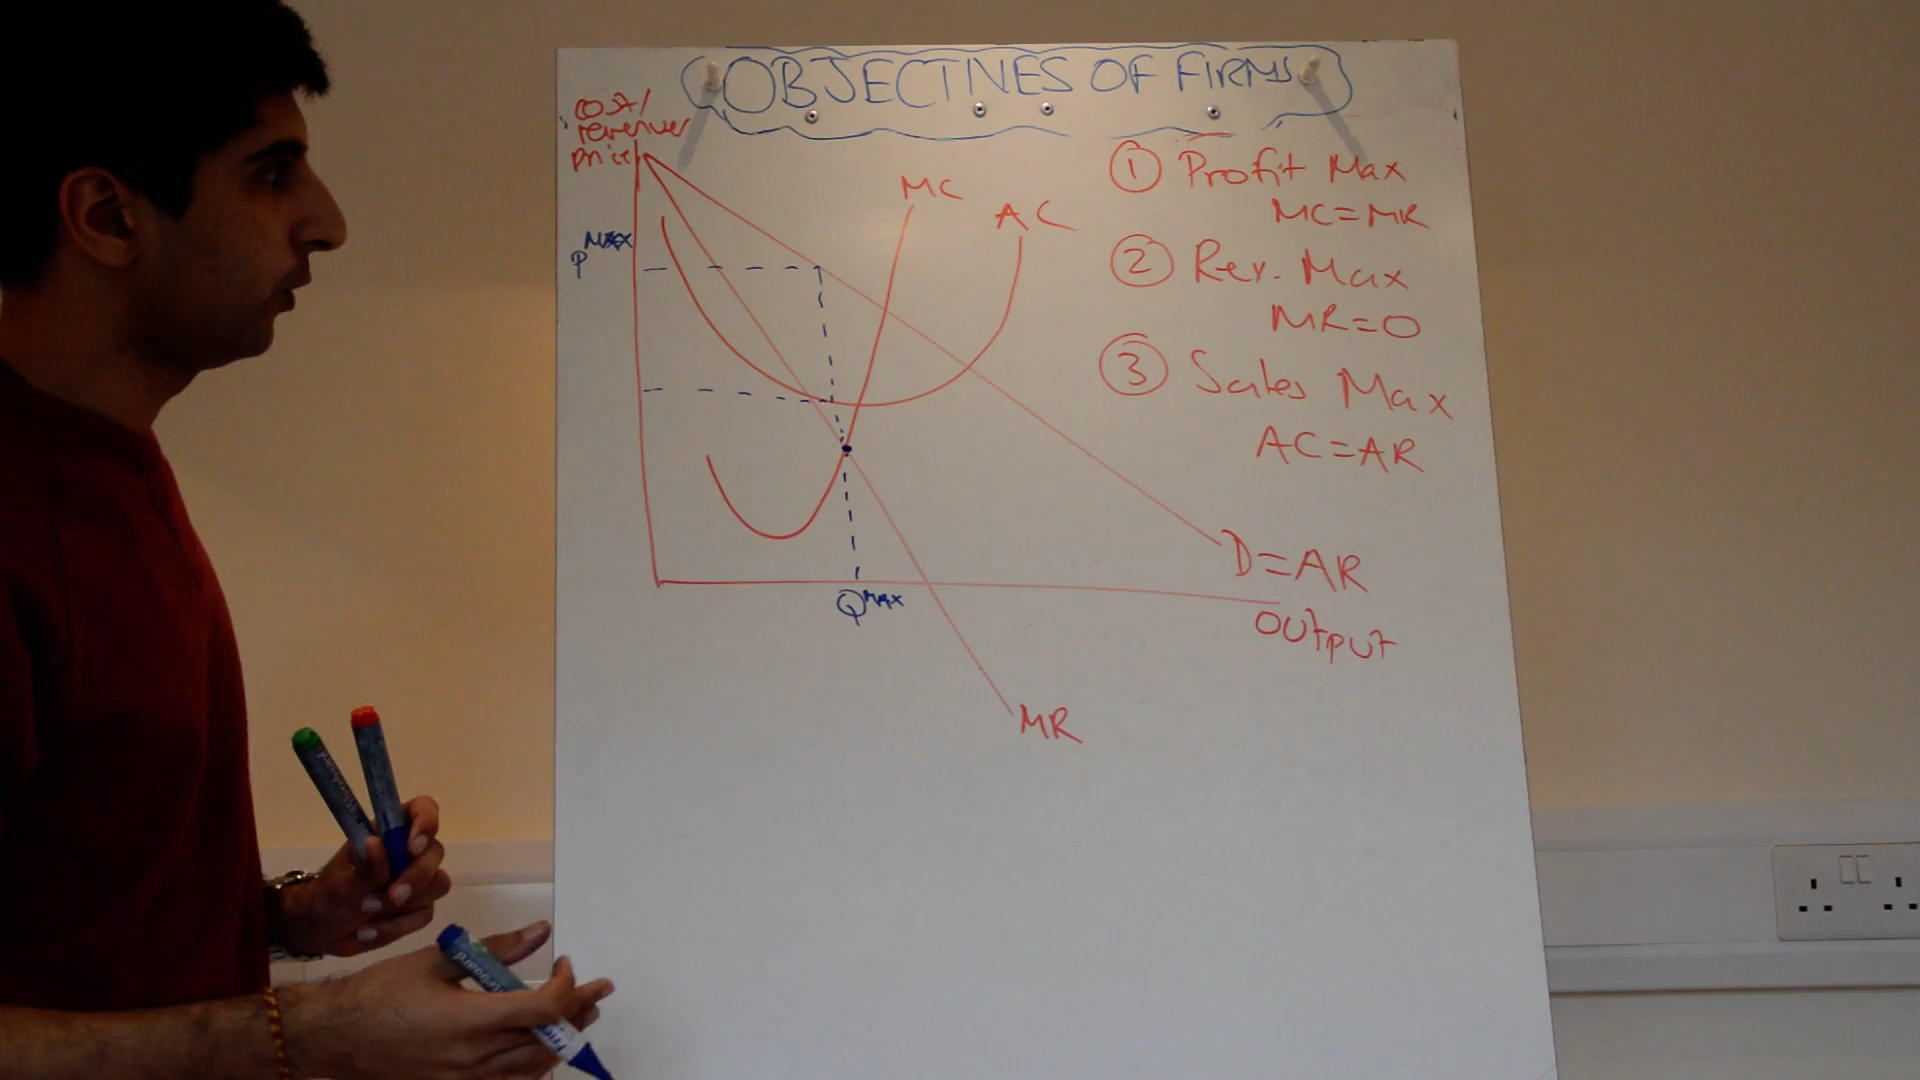 OBJECTIVES OF FIRMS
cost/
revenue/
price
MC
AC
① Profit Max
MC=MR
② Rev. Max
MR=0
③ Sales Max
AC=AR
P MAX
D=AR
Q MAX
output
MR